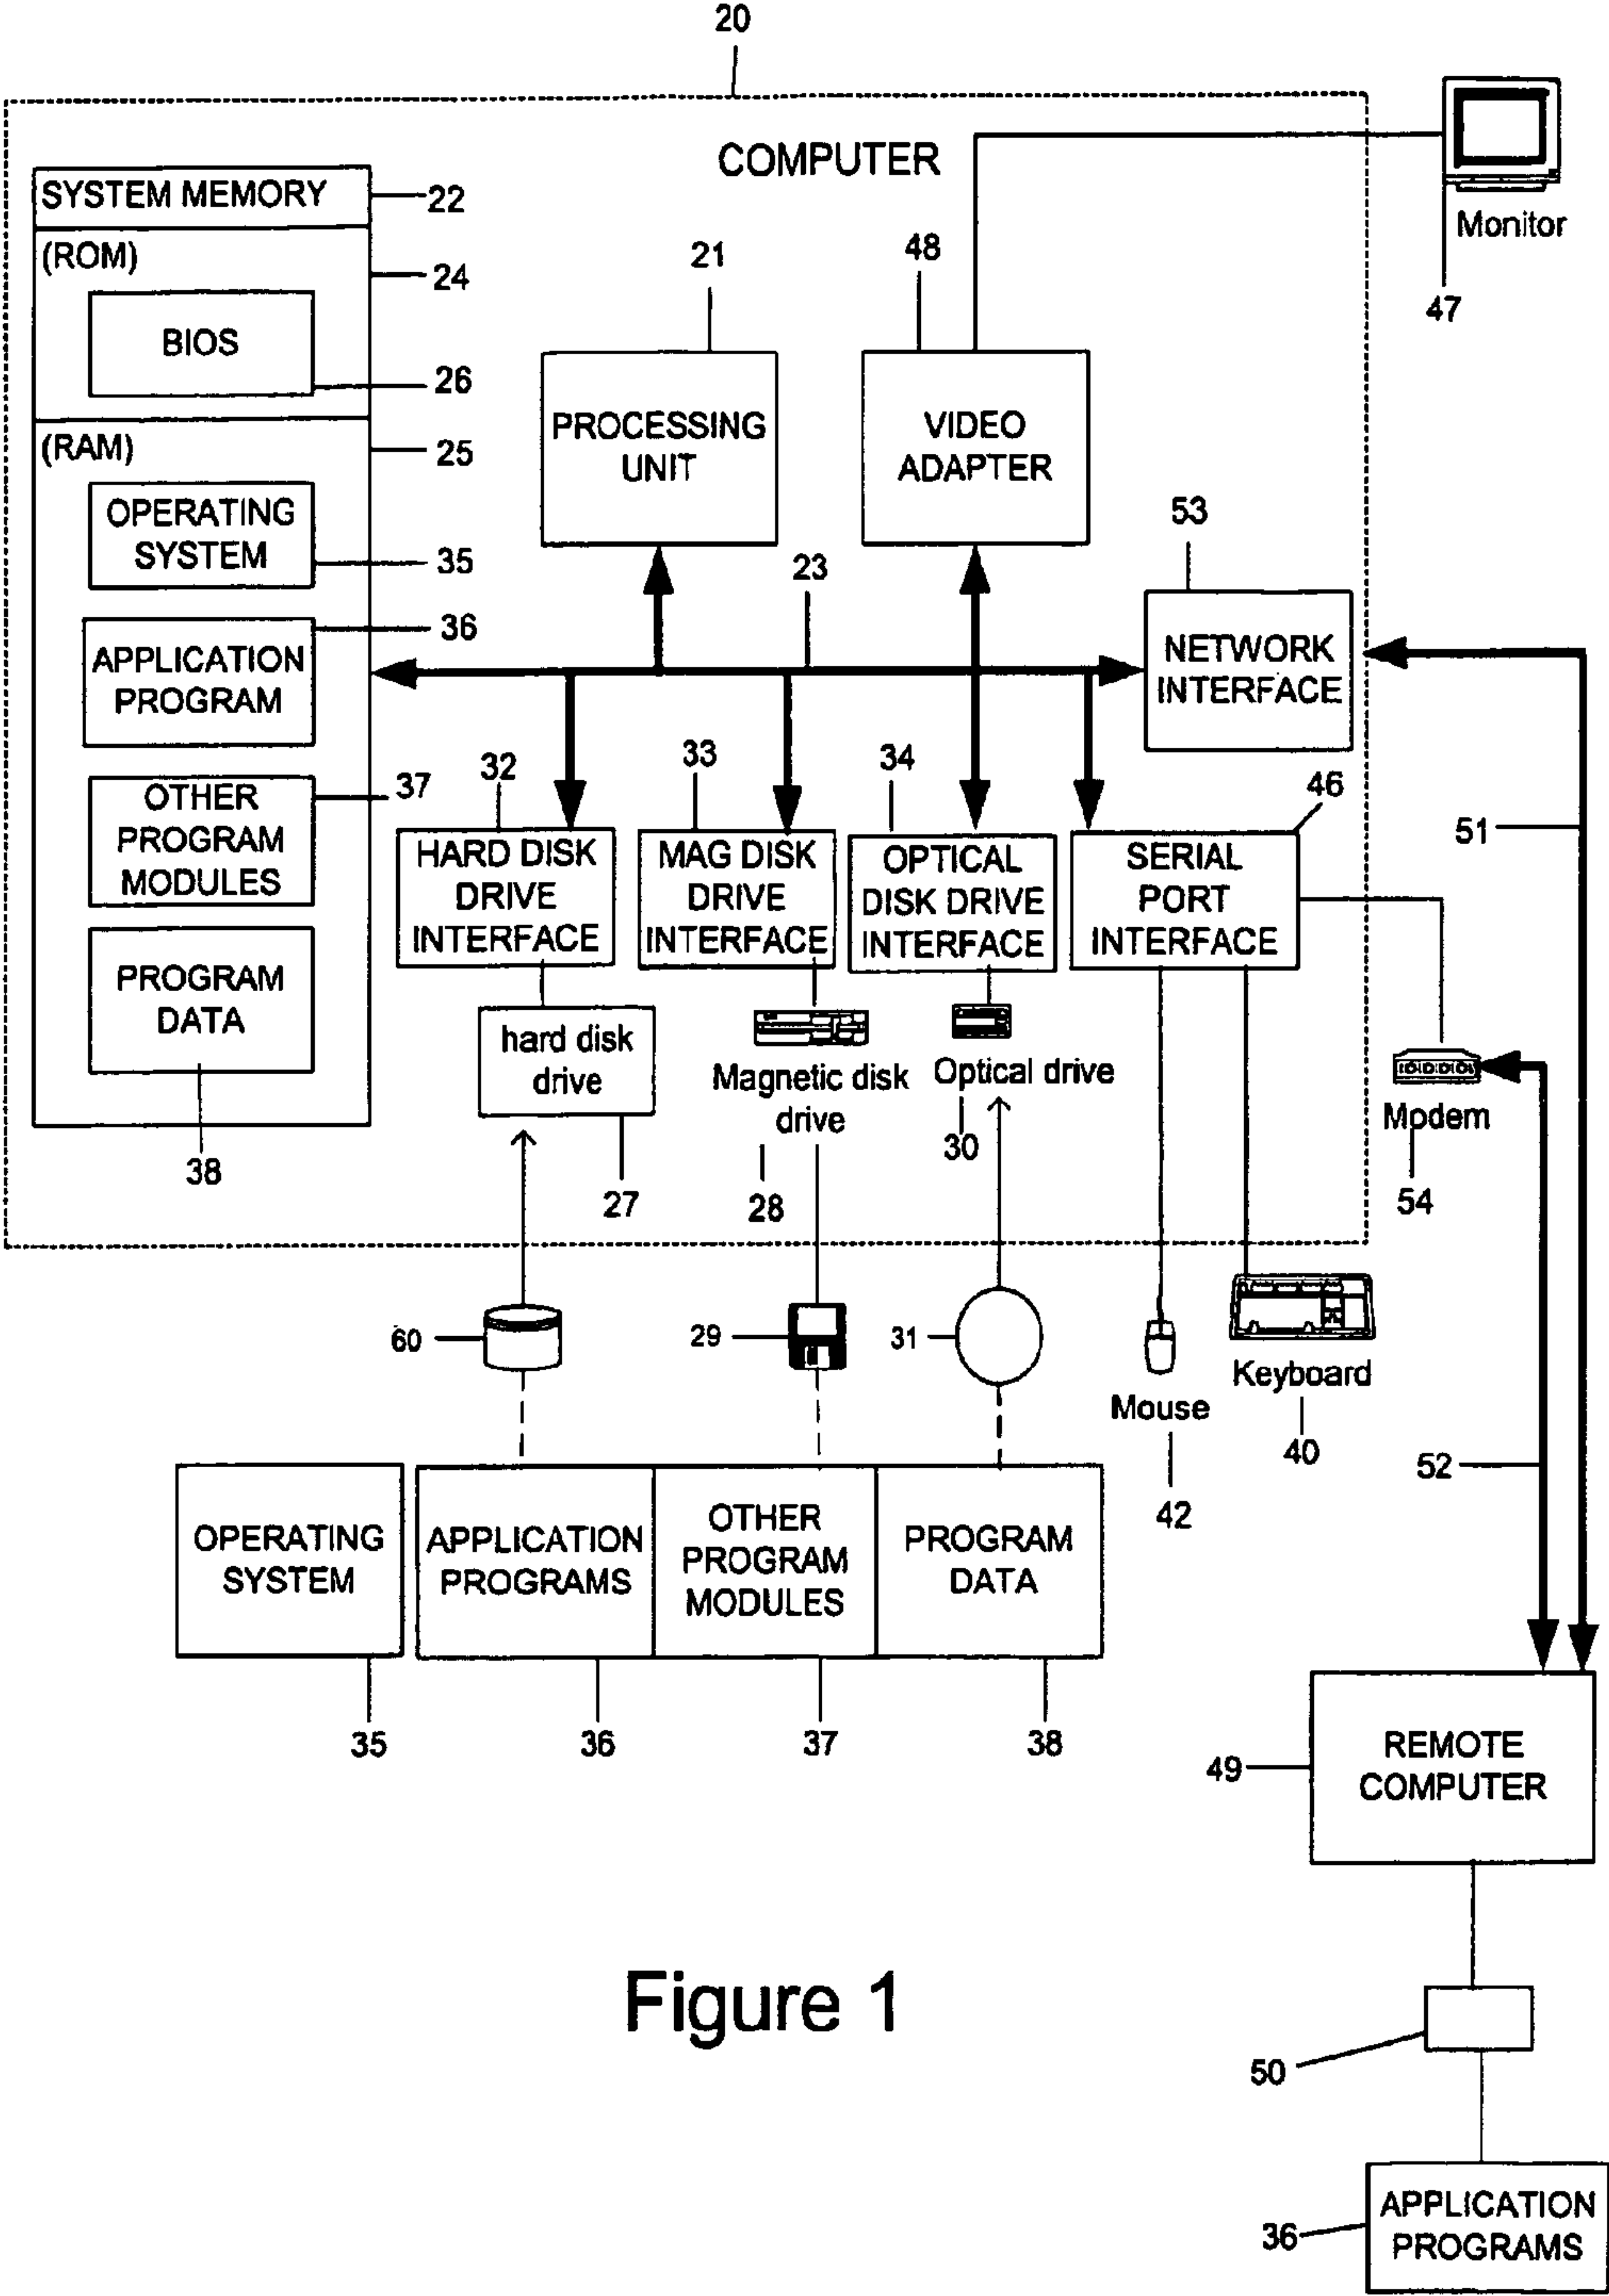 20
COMPUTER
SYSTEM MEMORY
22
(ROM)
24
BIOS
26
(RAM)
25
OPERATING
SYSTEM
35
APPLICATION
PROGRAM
36
OTHER
PROGRAM
MODULES
37
PROGRAM
DATA
38
21
PROCESSING
UNIT
48
VIDEO
ADAPTER
Monitor
47
23
53
NETWORK
INTERFACE
32
HARD DISK
DRIVE
INTERFACE
33
MAG DISK
DRIVE
INTERFACE
34
OPTICAL
DISK DRIVE
INTERFACE
46
SERIAL
PORT
INTERFACE
51
hard disk
drive
27
Magnetic disk
drive
28
Optical drive
30
Modem
54
60
29
31
Mouse
42
Keyboard
40
52
OPERATING
SYSTEM
35
APPLICATION
PROGRAMS
36
OTHER
PROGRAM
MODULES
37
PROGRAM
DATA
38
49
REMOTE
COMPUTER
50
36
APPLICATION
PROGRAMS
Figure 1